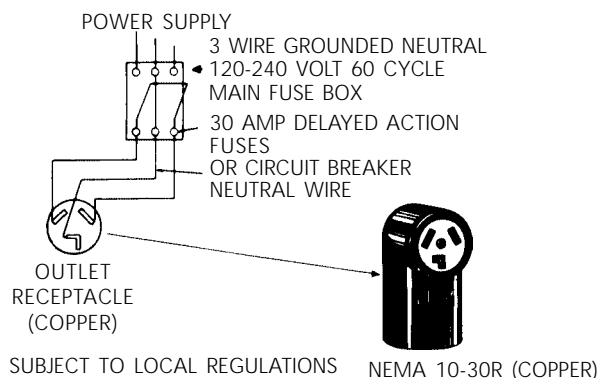 POWER SUPPLY
3 WIRE GROUNDED NEUTRAL
120-240 VOLT 60 CYCLE
MAIN FUSE BOX
30 AMP DELAYED ACTION
FUSES
OR CIRCUIT BREAKER
NEUTRAL WIRE
OUTLET
RECEPTACLE
(COPPER)
SUBJECT TO LOCAL REGULATIONS
NEMA 10-30R (COPPER)